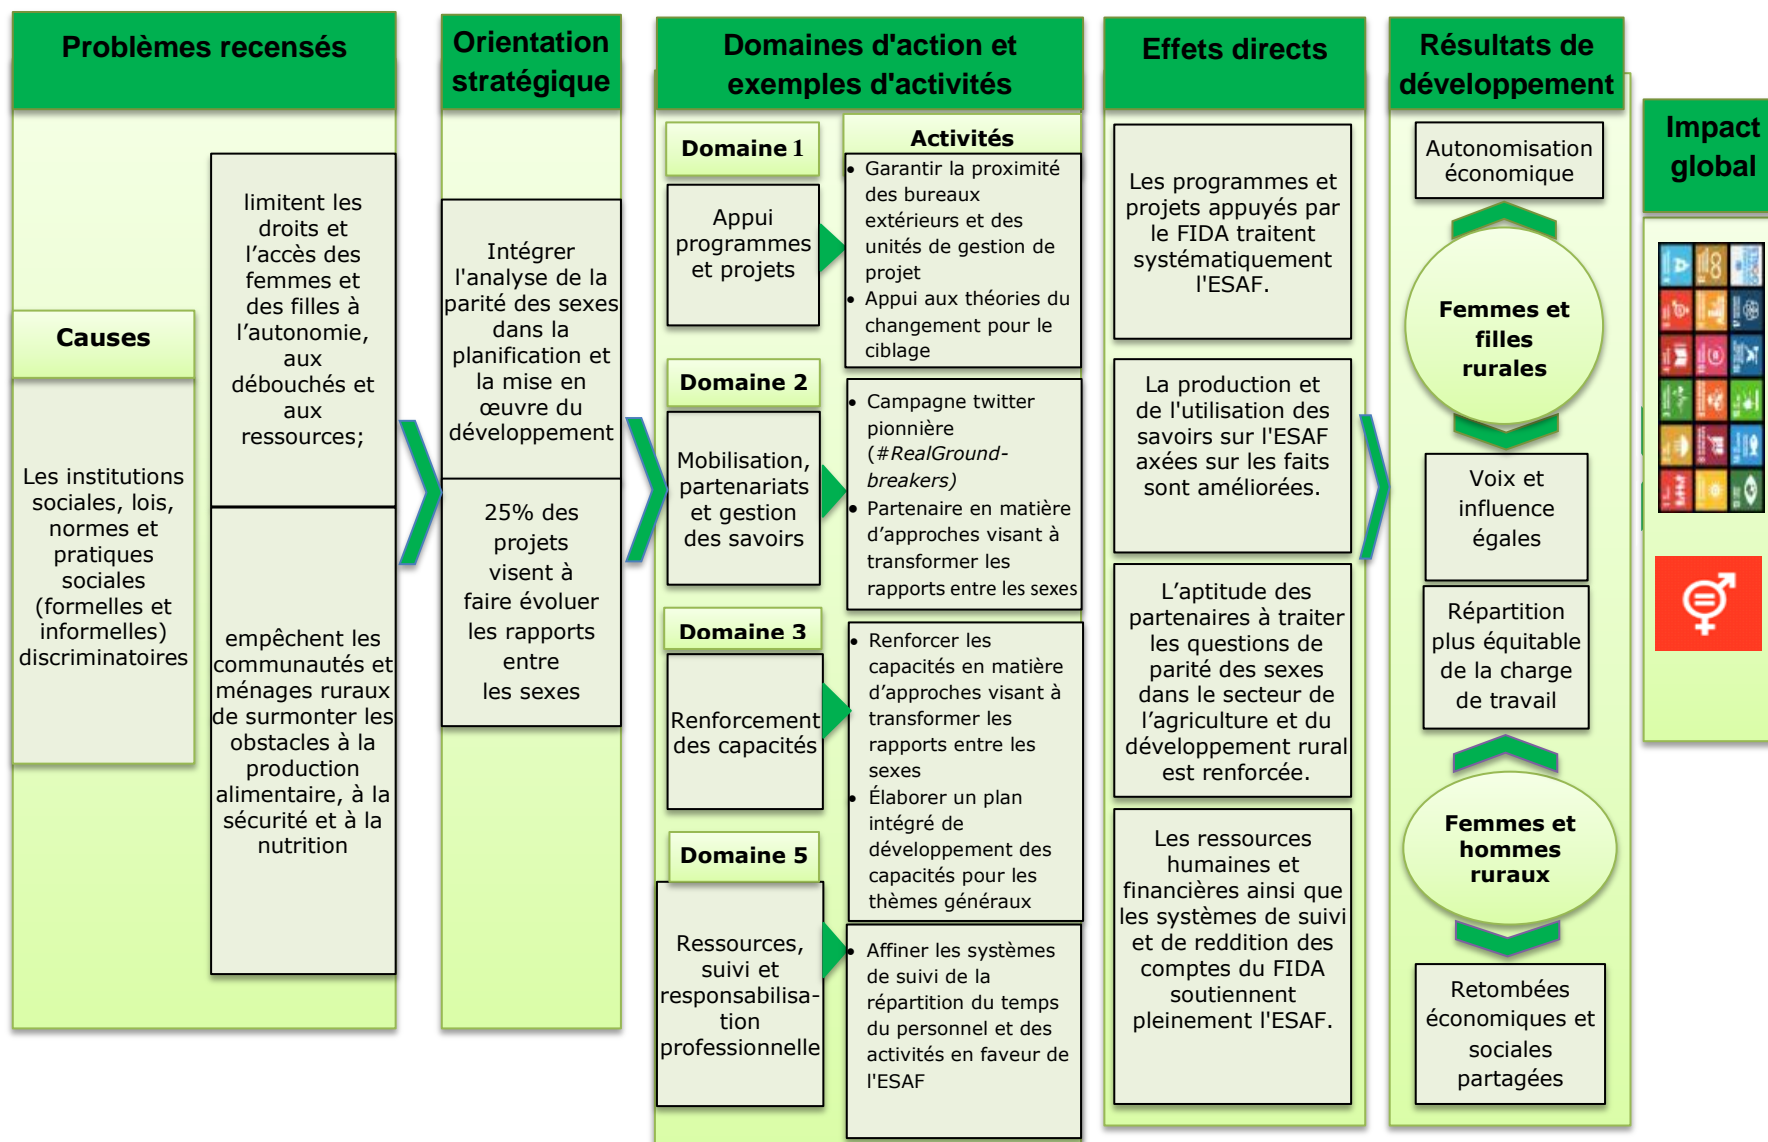 Problèmes recensés
Causes
Les institutions
sociales, lois,
normes et
pratiques
sociales
(formelles et
informelles)
discriminatoires
limitent les
droits et
l’accès des
femmes et
des filles à
l’autonomie,
aux
débouchés et
aux
ressources;
empêchent les
communautés et
ménages ruraux
de surmonter les
obstacles à la
production
alimentaire, à la
sécurité et à la
nutrition
Orientation
stratégique
Intégrer
l'analyse de la
parité des sexes
dans la
planification et
la mise en
œuvre du
développement
25% des
projets
visent à
faire évoluer
les rapports
entre
les sexes
Domaines d'action et
exemples d'activités
Domaine 1
Appui
programmes
et projets
Activités
• Garantir la proximité
des bureaux
extérieurs et des
unités de gestion de
projet
• Appui aux théories du
changement pour le
ciblage
Domaine 2
Mobilisation,
partenariats
et gestion
des savoirs
• Campagne twitter
pionnière
(#RealGround-
breakers)
• Partenaire en matière
d’approches visant à
transformer les
rapports entre les sexes
Domaine 3
Renforcement
des capacités
• Renforcer les
capacités en matière
d’approches visant à
transformer les
rapports entre les
sexes
• Élaborer un plan
intégré de
développement des
capacités pour les
thèmes généraux
Domaine 5
Ressources,
suivi et
responsabilisa-
tion
professionnelle
• Affiner les systèmes
de suivi de la
répartition du temps
du personnel et des
activités en faveur de
l'ESAF
Effets directs
Les programmes et
projets appuyés par
le FIDA traitent
systématiquement
l'ESAF.
La production et
de l'utilisation des
savoirs sur l'ESAF
axées sur les faits
sont améliorées.
L’aptitude des
partenaires à traiter
les questions de
parité des sexes
dans le secteur de
l’agriculture et du
développement rural
est renforcée.
Les ressources
humaines et
financières ainsi que
les systèmes de suivi
et de reddition des
comptes du FIDA
soutiennent
pleinement l'ESAF.
Résultats de
développement
Autonomisation
économique
Femmes et
filles
rurales
Voix et
influence
égales
Répartition
plus équitable
de la charge
de travail
Femmes et
hommes
ruraux
Retombées
économiques et
sociales
partagées
Impact
global